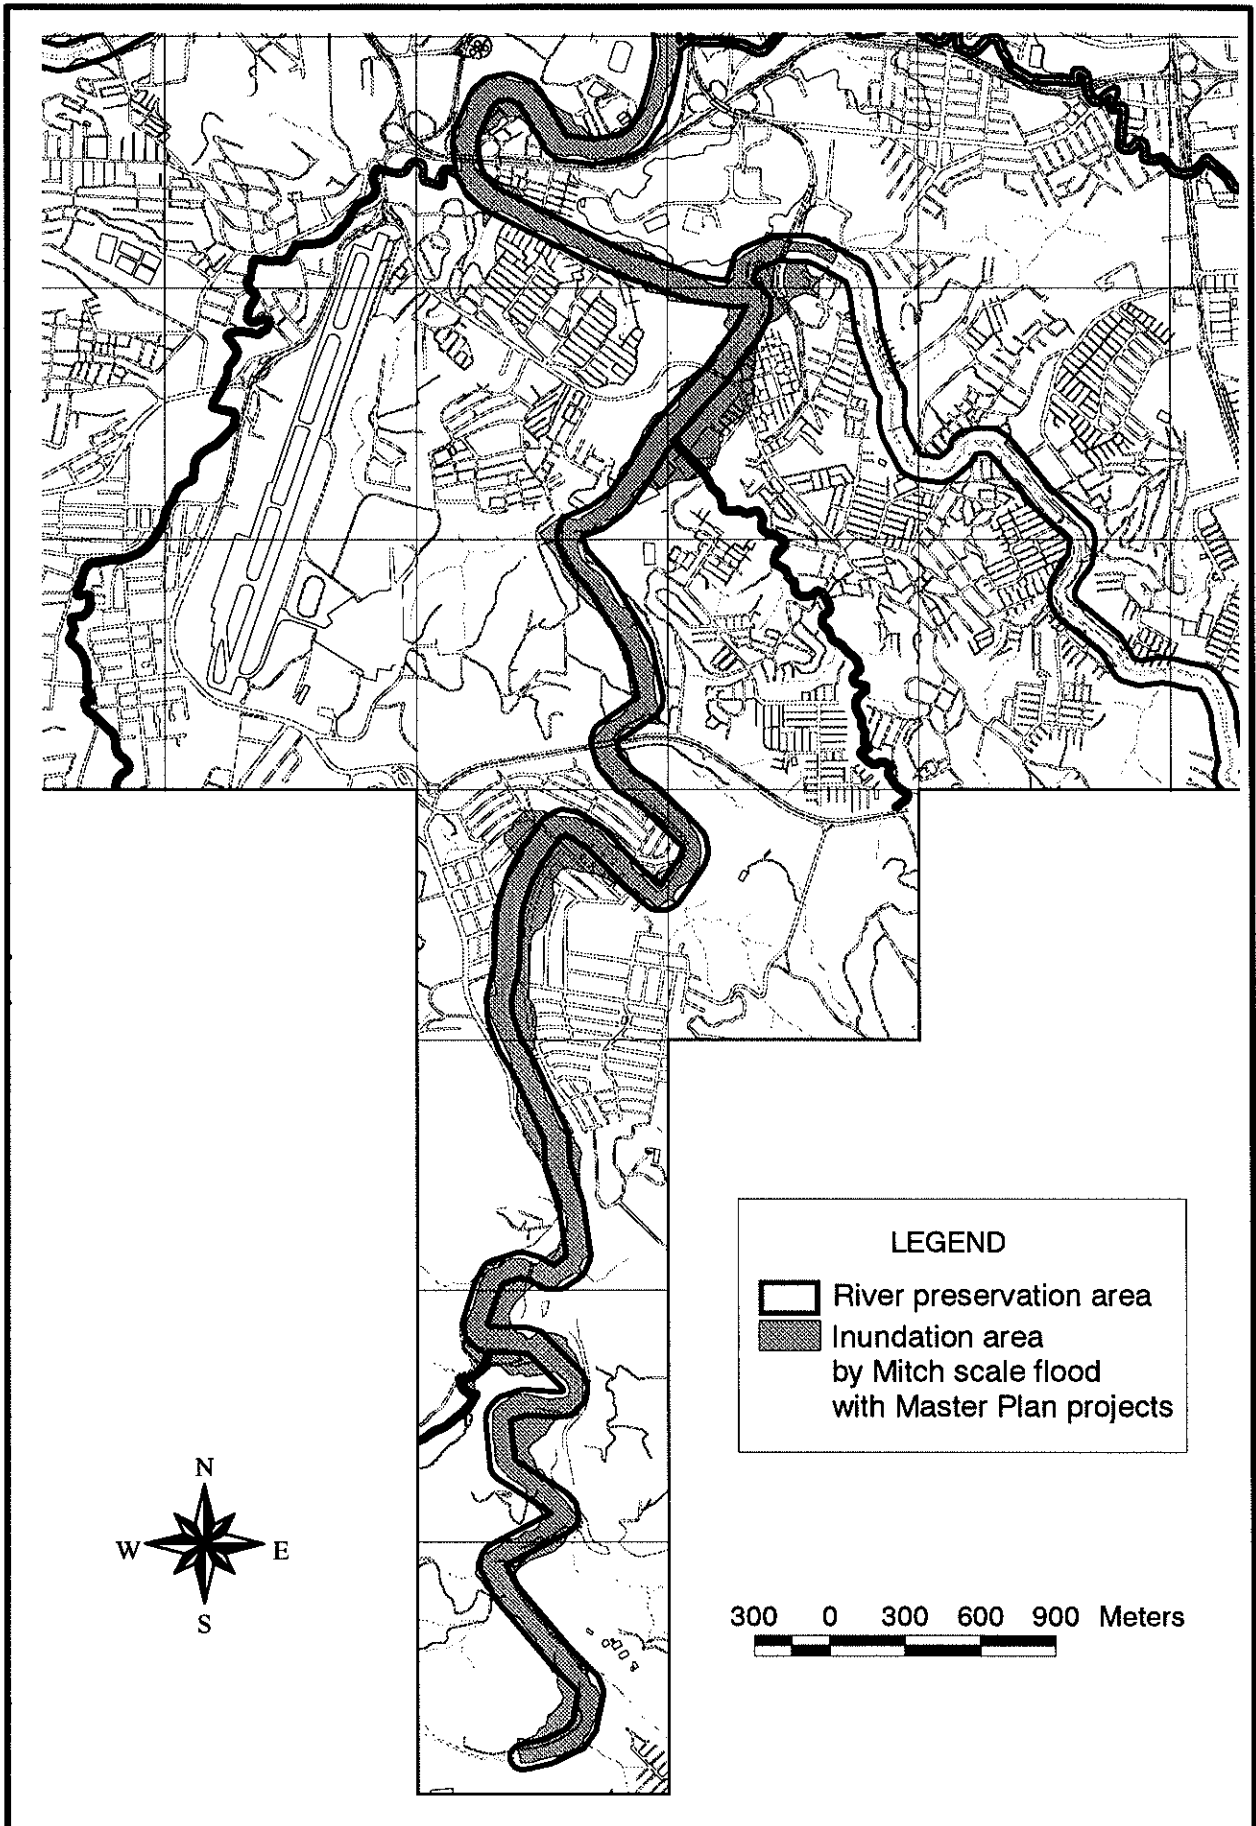 LEGEND
River preservation area
Inundation area
by Mitch scale flood
with Master Plan projects
N
W E
S
300 0 300 600 900 Meters